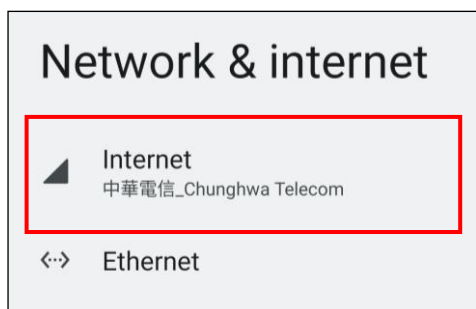 Network & internet
Internet
中華電信_Chunghwa Telecom
Ethernet